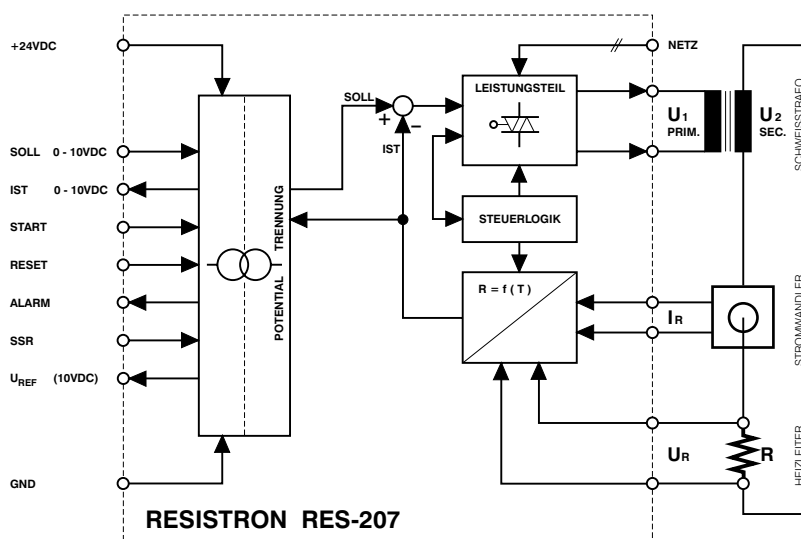 +24VDC
NETZ
LEISTUNGSTEIL
SOLL
+
–
IST
U1
PRIM.
U2
SEC.
SCHWEISSTRAFO
SOLL 0 - 10VDC
IST 0 - 10VDC
START
RESET
ALARM
SSR
UREF (10VDC)
GND
POTENTIAL TRENNUNG
STEUERLOGIK
R = f ( T )
IR
STROMWANDLER
UR
R
HEIZLEITER
RESISTRON RES-207